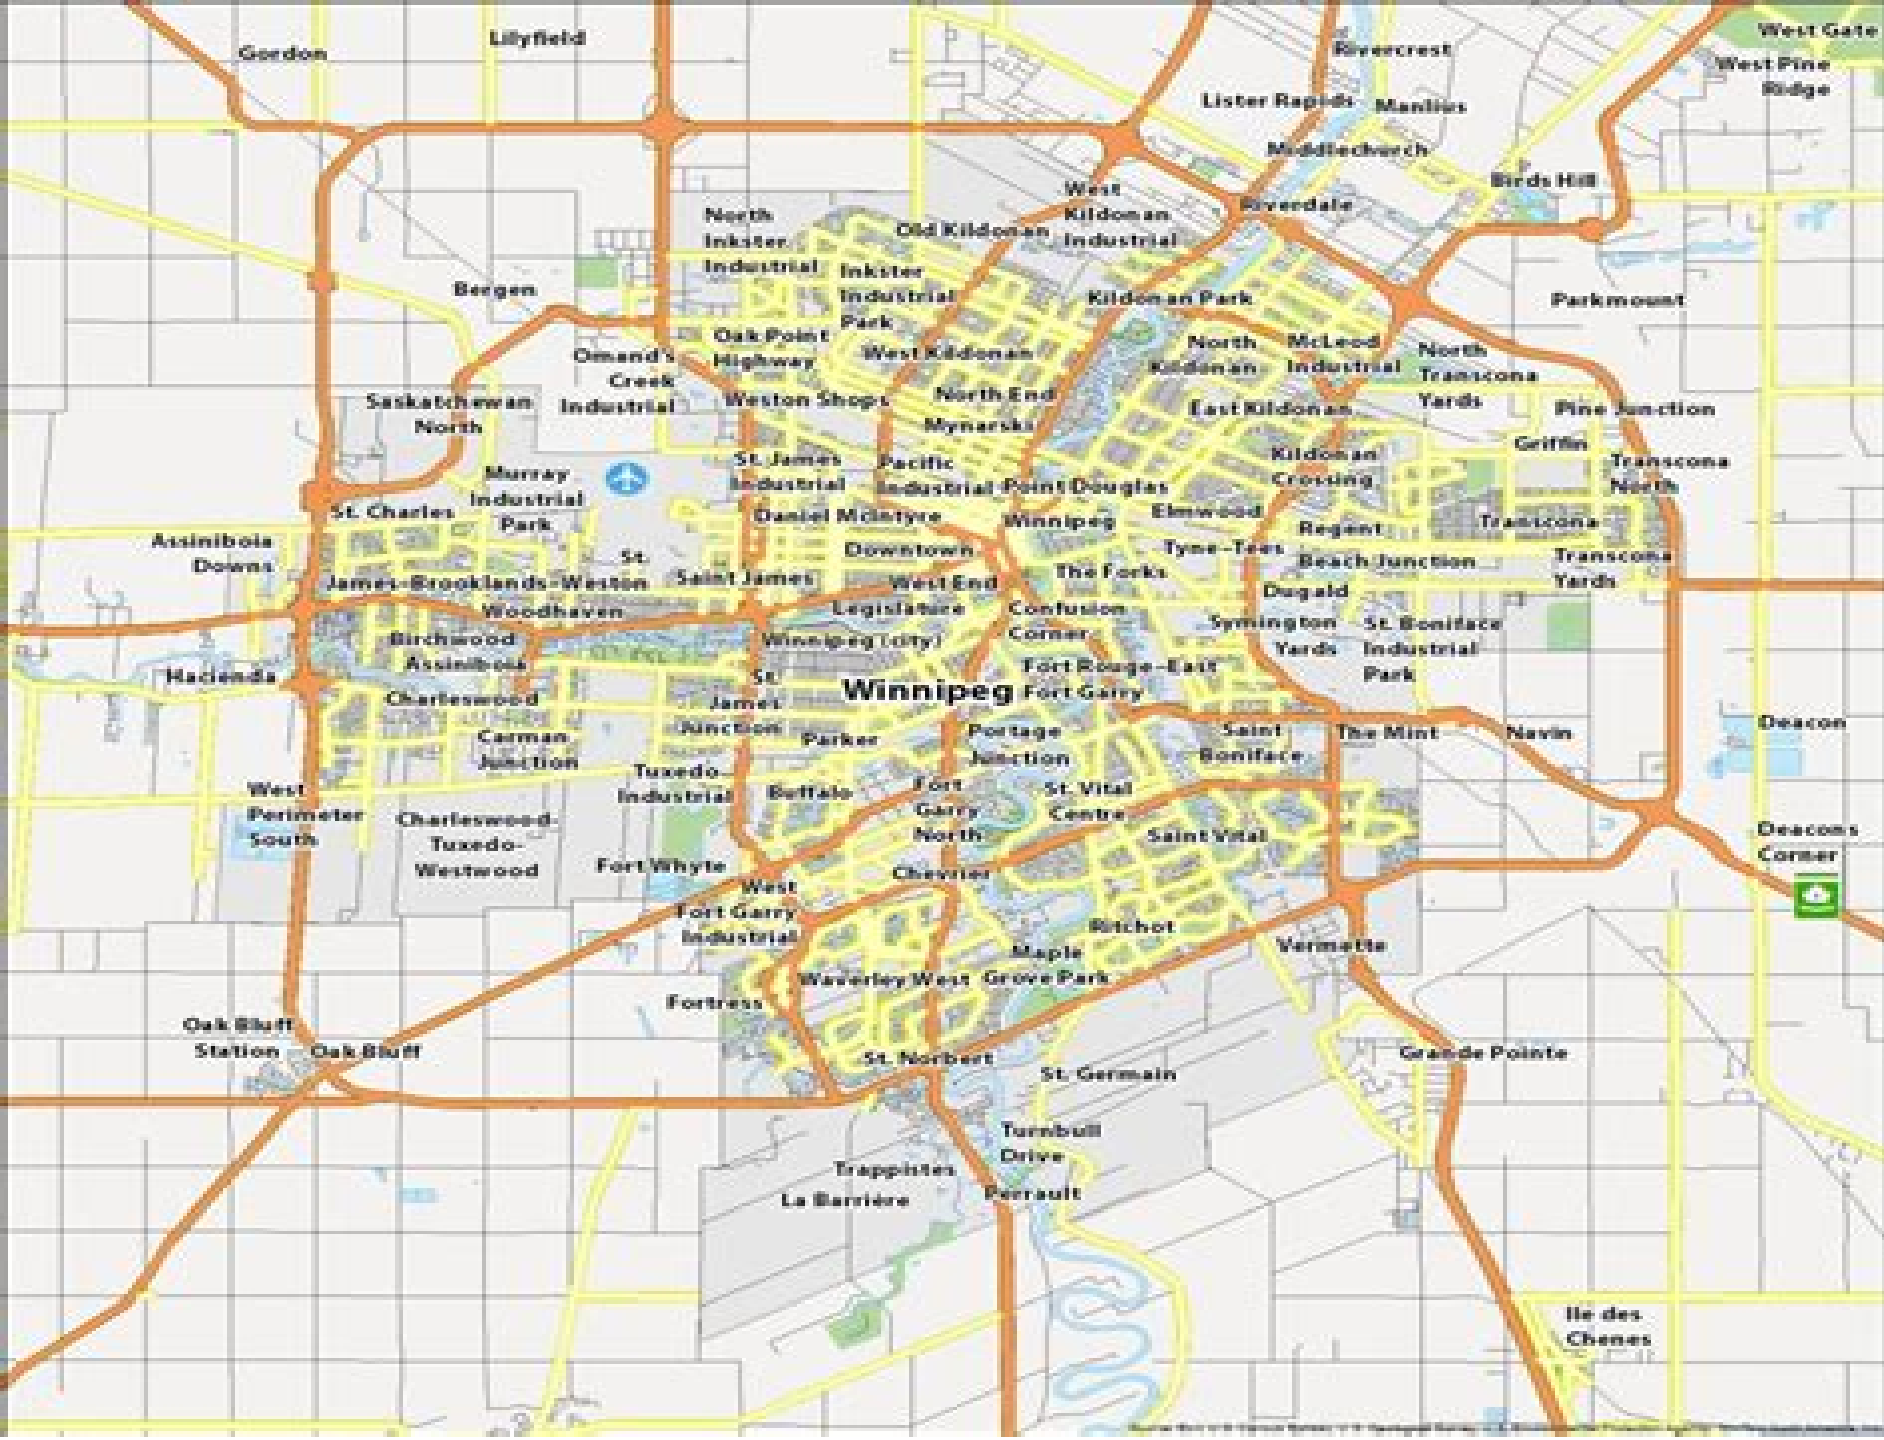 Gordon
Lilyfield
Rivercrest
West Gate
West Pine
Ridge
Lister Rapids
Manlius
Middlechurch
Birds Hill
West
Kildonan
Industrial
Riverdale
North
Inkster
Industrial
Old Kildonan
Bergen
Inkster
Industrial
Park
Kildonan Park
Parkmount
Oak Point
Highway
Omand's
Creek
Industrial
West Kildonan
North
Kildonan
McLeod
Industrial
North
Transcona
Yards
Saskatchewan
North
Weston Shops
North End
Mynarski
East Kildonan
Pine Junction
Griffin
Murray
Industrial
Park
St. James
Industrial
Pacific
Industrial
Point Douglas
Kildonan
Crossing
Transcona
North
St. Charles
Daniel McIntyre
Winnipeg
Elmwood
Regent
Transcona
Assiniboia
Downs
Downtown
Tyne-Tees
Beach Junction
Transcona
Yards
St.
James-Brooklands-Weston
Saint James
West End
The Forks
Dugald
Woodhaven
Legislature
Confusion
Corner
Symington
Yards
St. Boniface
Industrial
Park
Birchwood
Assiniboia
Winnipeg (city)
Hacienda
Fort Rouge-East
Fort Garry
Winnipeg
Charleswood
St.
James
Junction
Carman
Junction
Parker
Portage
Junction
Saint
Boniface
The Mint
Navin
Deacon
West
Perimeter
South
Tuxedo
Industrial
Buffalo
Fort
Garry
North
St. Vital
Centre
Charleswood-
Tuxedo-
Westwood
Saint Vital
Deacons
Corner
Fort Whyte
Chevrier
West
Fort Garry
Industrial
Ritchot
Vermette
Maple
Grove Park
Waverley West
Fortress
Oak Bluff
Station
Oak Bluff
St. Norbert
St. Germain
Grande Pointe
Turnbull
Drive
Trappistes
La Barrière
Perrault
Ile des
Chenes